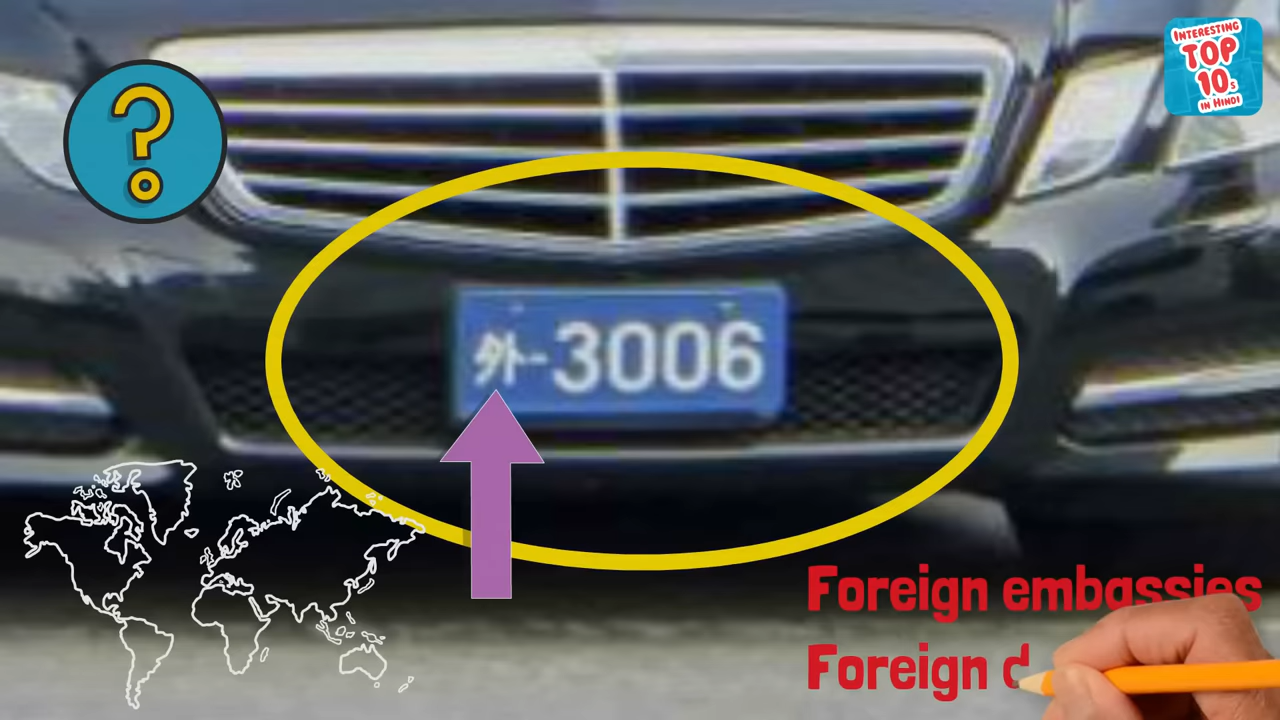 INTERESTING
TOP
10s
IN HINDI
?
外-3006
Foreign embassies
Foreign d